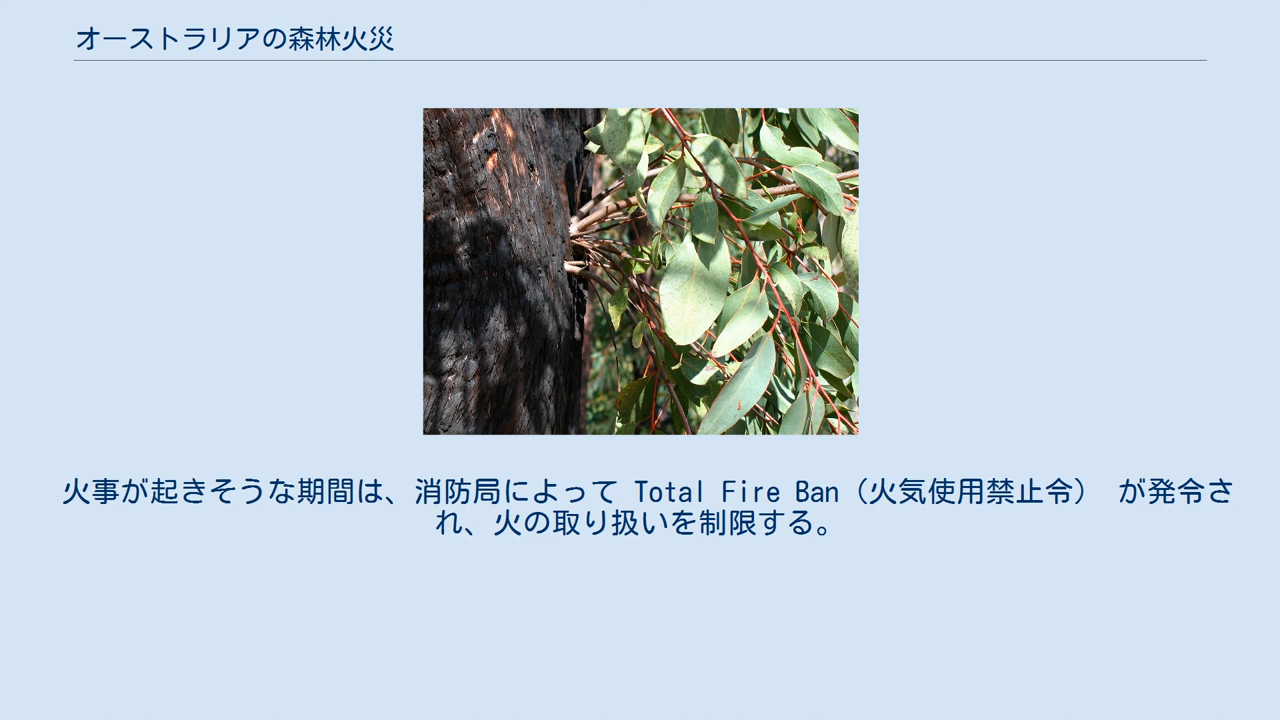 オーストラリアの森林火災
火事が起きそうな期間は、消防局によって Total Fire Ban（火気使用禁止令） が発令さ
れ、火の取り扱いを制限する。